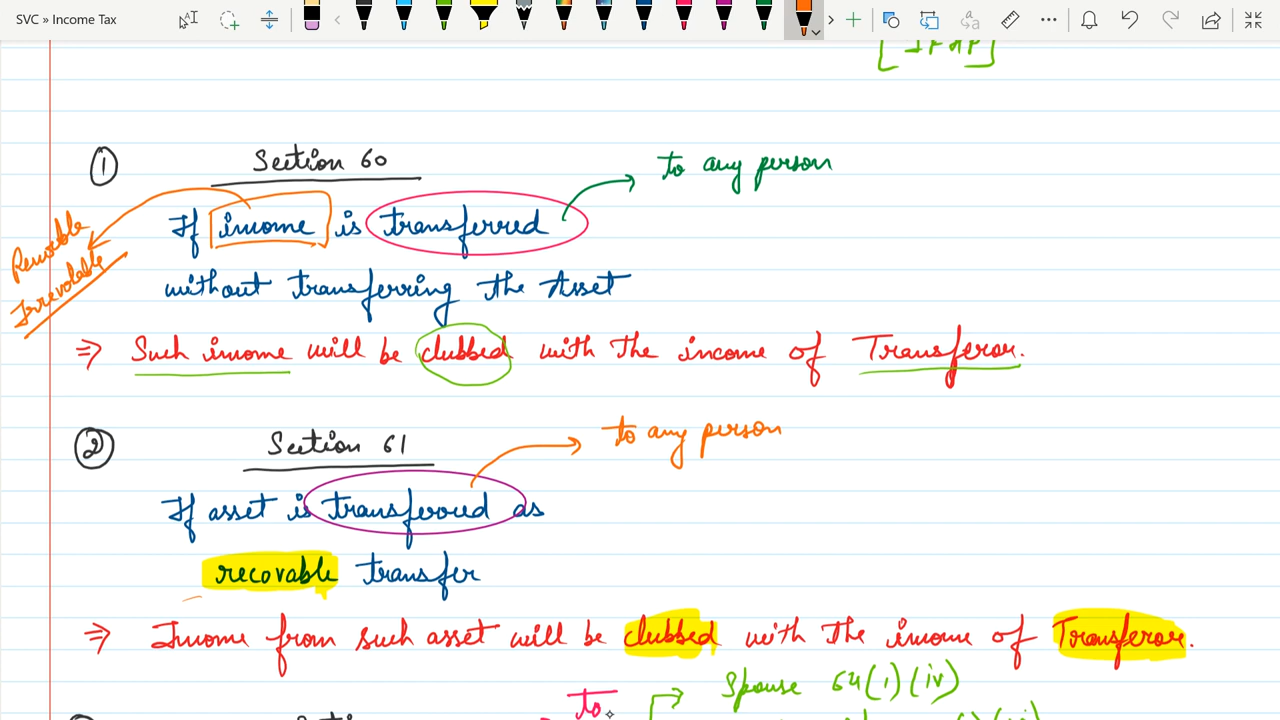 SVC » Income Tax
① Section 60
to any person
If income is transferred
Revocable
Irrevolable
without transferring the Asset
⇒ Such income will be clubbed with the income of Transferor.
② Section 61
to any person
If asset is transferred as
recovable transfer
⇒ Income from such asset will be clubbed with the income of Transferor.
to
Spouse 64(1)(iv)